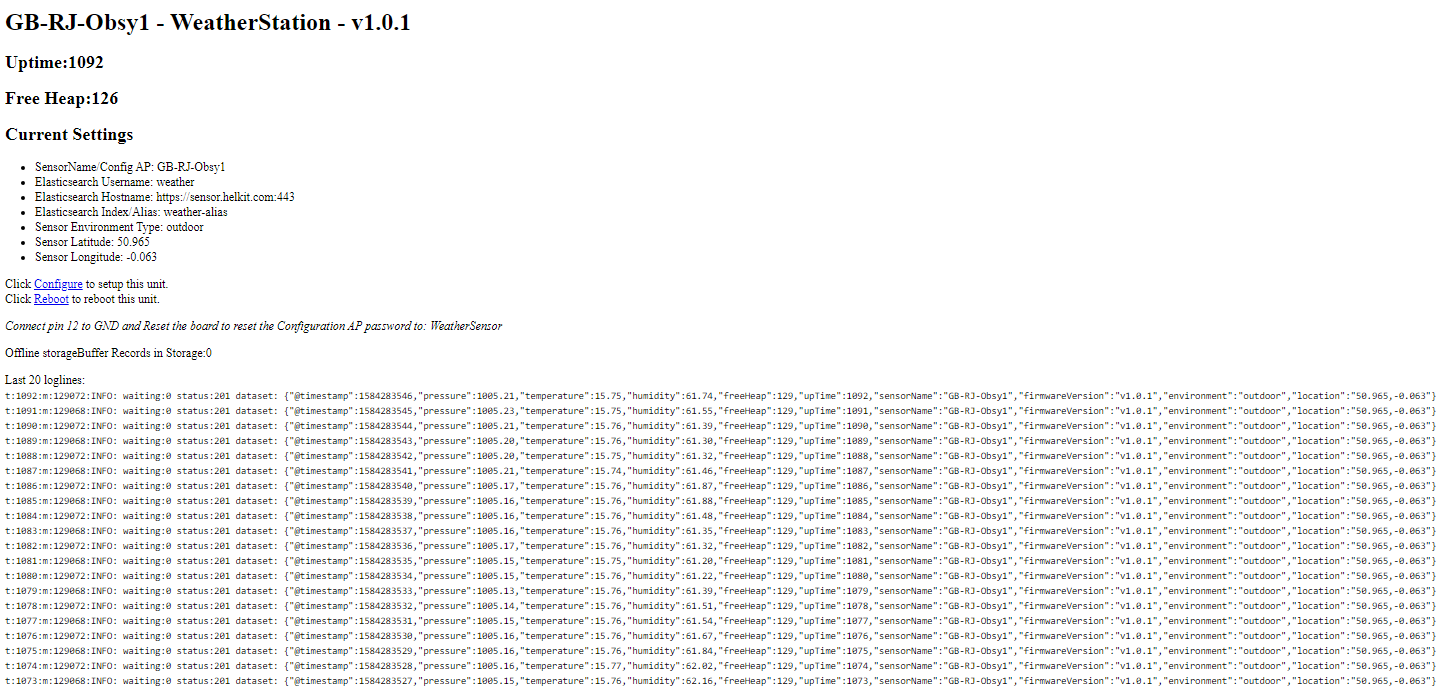 GB-RJ-Obsy1 - WeatherStation - v1.0.1
Uptime:1092
Free Heap:126
Current Settings
SensorName/Config AP: GB-RJ-Obsy1
Elasticsearch Username: weather
Elasticsearch Hostname: https://sensor.helkit.com:443
Elasticsearch Index/Alias: weather-alias
Sensor Environment Type: outdoor
Sensor Latitude: 50.965
Sensor Longitude: -0.063
Click Configure to setup this unit.
Click Reboot to reboot this unit.
Connect pin 12 to GND and Reset the board to reset the Configuration AP password to: WeatherSensor
Offline storageBuffer Records in Storage:0
Last 20 loglines:
t:1092:m:129072:INFO: waiting:0 status:201 dataset: {"@timestamp":1584283546,"pressure":1005.21,"temperature":15.75,"humidity":61.74,"freeHeap":129,"upTime":1092,"sensorName":"GB-RJ-Obsy1","firmwareVersion":"v1.0.1","environment":"outdoor","location":"50.965,-0.063"}
t:1091:m:129068:INFO: waiting:0 status:201 dataset: {"@timestamp":1584283545,"pressure":1005.23,"temperature":15.75,"humidity":61.55,"freeHeap":129,"upTime":1091,"sensorName":"GB-RJ-Obsy1","firmwareVersion":"v1.0.1","environment":"outdoor","location":"50.965,-0.063"}
t:1090:m:129072:INFO: waiting:0 status:201 dataset: {"@timestamp":1584283544,"pressure":1005.21,"temperature":15.76,"humidity":61.39,"freeHeap":129,"upTime":1090,"sensorName":"GB-RJ-Obsy1","firmwareVersion":"v1.0.1","environment":"outdoor","location":"50.965,-0.063"}
t:1089:m:129068:INFO: waiting:0 status:201 dataset: {"@timestamp":1584283543,"pressure":1005.20,"temperature":15.76,"humidity":61.30,"freeHeap":129,"upTime":1089,"sensorName":"GB-RJ-Obsy1","firmwareVersion":"v1.0.1","environment":"outdoor","location":"50.965,-0.063"}
t:1088:m:129072:INFO: waiting:0 status:201 dataset: {"@timestamp":1584283542,"pressure":1005.20,"temperature":15.75,"humidity":61.32,"freeHeap":129,"upTime":1088,"sensorName":"GB-RJ-Obsy1","firmwareVersion":"v1.0.1","environment":"outdoor","location":"50.965,-0.063"}
t:1087:m:129068:INFO: waiting:0 status:201 dataset: {"@timestamp":1584283541,"pressure":1005.21,"temperature":15.74,"humidity":61.46,"freeHeap":129,"upTime":1087,"sensorName":"GB-RJ-Obsy1","firmwareVersion":"v1.0.1","environment":"outdoor","location":"50.965,-0.063"}
t:1086:m:129072:INFO: waiting:0 status:201 dataset: {"@timestamp":1584283540,"pressure":1005.17,"temperature":15.76,"humidity":61.87,"freeHeap":129,"upTime":1086,"sensorName":"GB-RJ-Obsy1","firmwareVersion":"v1.0.1","environment":"outdoor","location":"50.965,-0.063"}
t:1085:m:129068:INFO: waiting:0 status:201 dataset: {"@timestamp":1584283539,"pressure":1005.16,"temperature":15.76,"humidity":61.88,"freeHeap":129,"upTime":1085,"sensorName":"GB-RJ-Obsy1","firmwareVersion":"v1.0.1","environment":"outdoor","location":"50.965,-0.063"}
t:1084:m:129072:INFO: waiting:0 status:201 dataset: {"@timestamp":1584283538,"pressure":1005.16,"temperature":15.76,"humidity":61.48,"freeHeap":129,"upTime":1084,"sensorName":"GB-RJ-Obsy1","firmwareVersion":"v1.0.1","environment":"outdoor","location":"50.965,-0.063"}
t:1083:m:129068:INFO: waiting:0 status:201 dataset: {"@timestamp":1584283537,"pressure":1005.16,"temperature":15.76,"humidity":61.35,"freeHeap":129,"upTime":1083,"sensorName":"GB-RJ-Obsy1","firmwareVersion":"v1.0.1","environment":"outdoor","location":"50.965,-0.063"}
t:1082:m:129072:INFO: waiting:0 status:201 dataset: {"@timestamp":1584283536,"pressure":1005.17,"temperature":15.76,"humidity":61.32,"freeHeap":129,"upTime":1082,"sensorName":"GB-RJ-Obsy1","firmwareVersion":"v1.0.1","environment":"outdoor","location":"50.965,-0.063"}
t:1081:m:129068:INFO: waiting:0 status:201 dataset: {"@timestamp":1584283535,"pressure":1005.15,"temperature":15.76,"humidity":61.20,"freeHeap":129,"upTime":1081,"sensorName":"GB-RJ-Obsy1","firmwareVersion":"v1.0.1","environment":"outdoor","location":"50.965,-0.063"}
t:1080:m:129072:INFO: waiting:0 status:201 dataset: {"@timestamp":1584283534,"pressure":1005.15,"temperature":15.76,"humidity":61.22,"freeHeap":129,"upTime":1080,"sensorName":"GB-RJ-Obsy1","firmwareVersion":"v1.0.1","environment":"outdoor","location":"50.965,-0.063"}
t:1079:m:129068:INFO: waiting:0 status:201 dataset: {"@timestamp":1584283533,"pressure":1005.13,"temperature":15.76,"humidity":61.39,"freeHeap":129,"upTime":1079,"sensorName":"GB-RJ-Obsy1","firmwareVersion":"v1.0.1","environment":"outdoor","location":"50.965,-0.063"}
t:1078:m:129072:INFO: waiting:0 status:201 dataset: {"@timestamp":1584283532,"pressure":1005.14,"temperature":15.76,"humidity":61.51,"freeHeap":129,"upTime":1078,"sensorName":"GB-RJ-Obsy1","firmwareVersion":"v1.0.1","environment":"outdoor","location":"50.965,-0.063"}
t:1077:m:129068:INFO: waiting:0 status:201 dataset: {"@timestamp":1584283531,"pressure":1005.15,"temperature":15.76,"humidity":61.54,"freeHeap":129,"upTime":1077,"sensorName":"GB-RJ-Obsy1","firmwareVersion":"v1.0.1","environment":"outdoor","location":"50.965,-0.063"}
t:1076:m:129072:INFO: waiting:0 status:201 dataset: {"@timestamp":1584283530,"pressure":1005.16,"temperature":15.76,"humidity":61.67,"freeHeap":129,"upTime":1076,"sensorName":"GB-RJ-Obsy1","firmwareVersion":"v1.0.1","environment":"outdoor","location":"50.965,-0.063"}
t:1075:m:129068:INFO: waiting:0 status:201 dataset: {"@timestamp":1584283529,"pressure":1005.16,"temperature":15.76,"humidity":61.84,"freeHeap":129,"upTime":1075,"sensorName":"GB-RJ-Obsy1","firmwareVersion":"v1.0.1","environment":"outdoor","location":"50.965,-0.063"}
t:1074:m:129072:INFO: waiting:0 status:201 dataset: {"@timestamp":1584283528,"pressure":1005.16,"temperature":15.77,"humidity":62.02,"freeHeap":129,"upTime":1074,"sensorName":"GB-RJ-Obsy1","firmwareVersion":"v1.0.1","environment":"outdoor","location":"50.965,-0.063"}
t:1073:m:129068:INFO: waiting:0 status:201 dataset: {"@timestamp":1584283527,"pressure":1005.15,"temperature":15.76,"humidity":62.16,"freeHeap":129,"upTime":1073,"sensorName":"GB-RJ-Obsy1","firmwareVersion":"v1.0.1","environment":"outdoor","location":"50.965,-0.063"}